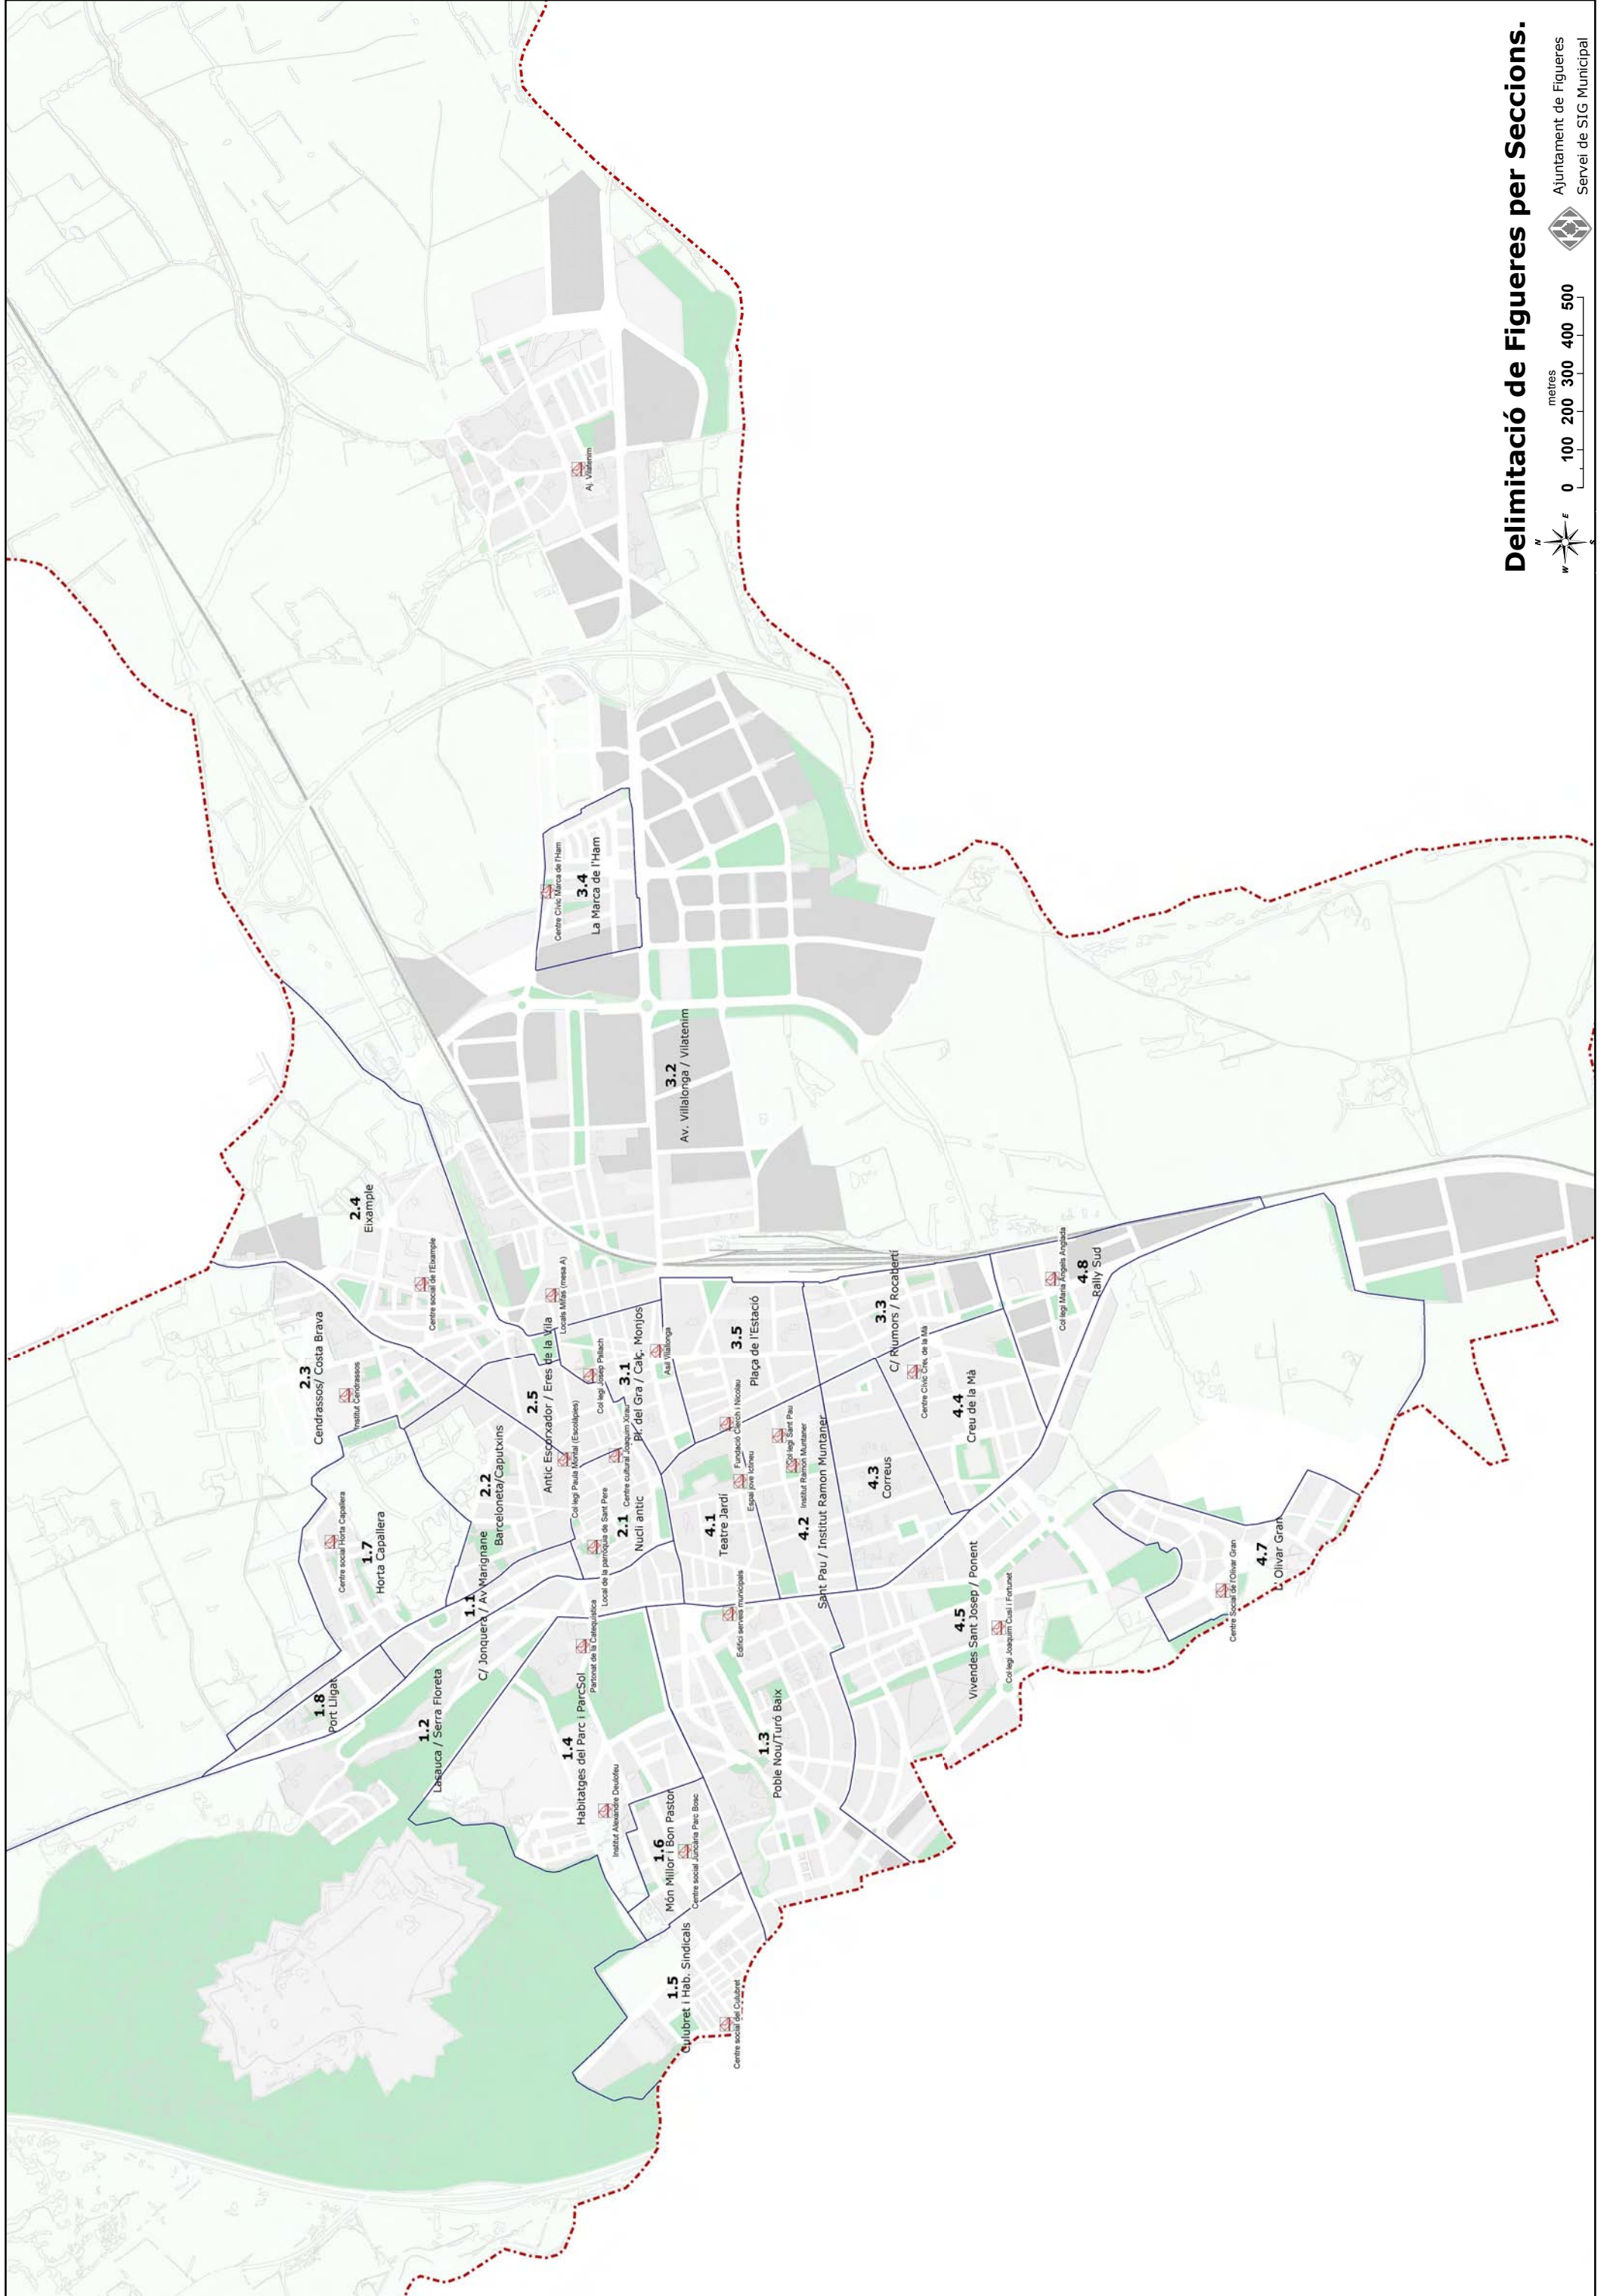 Delimitació de Figueres per Seccions.
Ajuntament de Figueres
Servei de SIG Municipal
metres
0 100 200 300 400 500
N
W E
S
1.5
Culubret i Hab. Sindicals
Centre social del Culubret
1.6
Món Millor i Bon Pastor
Centre social Juncària Parc Bosc
1.4
Habitatges del Parc i ParcSol
Institut Alexandre Deulofeu
Patronat de la Catequística
1.2
Lasauca / Serra Floreta
1.8
Port Lligat
1.3
Poble Nou/Turó Baix
Edifici serveis municipals
1.1
C/ Jonquera / Av Marignane
1.7
Horta Capallera
Centre social Horta Capallera
2.2
Barceloneta/Caputxins
2.3
Cendrassos/ Costa Brava
Institut Cendrassos
2.4
Eixample
Centre social de l'Eixample
2.5
Antic Escorxador / Eres de la Vila
Col·legi Paula Montal (Escolàpies)
2.1
Nucli antic
Local de la parròquia de Sant Pere
Centre cultural Joaquim Xirau
3.1
Pl. del Gra / Calç. Monjos
Col·legi Josep Pallach
Locals Mifas (mesa A)
Asil Vilallonga
3.5
Plaça de l'Estació
Fundació Clerch i Nicolau
4.1
Teatre Jardí
Espai jove Ictineu
4.2
Sant Pau / Institut Ramon Muntaner
Institut Ramon Muntaner
Col·legi Sant Pau
4.3
Correus
3.3
C/ Riumors / Rocabertí
4.4
Creu de la Mà
Centre Cívic Creu de la Mà
4.5
Vivendes Sant Josep / Ponent
Col·legi Joaquim Cusí i Fortunet
4.8
Rally Sud
Col·legi Maria Àngels Anglada
4.7
L' Olivar Gran
Centre Social de l'Olivar Gran
3.2
Av. Villalonga / Vilatenim
3.4
La Marca de l'Ham
Centre Cívic Marca de l'Ham
Aj. Vilatenim